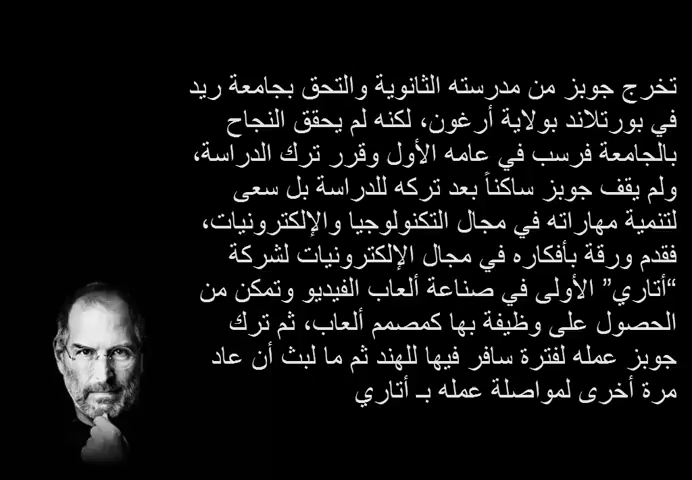 تخرج جوبز من مدرسته الثانوية والتحق بجامعة ريد
في بورتلاند بولاية أرغون، لكنه لم يحقق النجاح
بالجامعة فرسب في عامه الأول وقرر ترك الدراسة،
ولم يقف جوبز ساكناً بعد تركه للدراسة بل سعى
لتنمية مهاراته في مجال التكنولوجيا والإلكترونيات،
فقدم ورقة بأفكاره في مجال الإلكترونيات لشركة
“أتاري” الأولى في صناعة ألعاب الفيديو وتمكن من
الحصول على وظيفة بها كمصمم ألعاب، ثم ترك
جوبز عمله لفترة سافر فيها للهند ثم ما لبث أن عاد
مرة أخرى لمواصلة عمله بـ أتاري